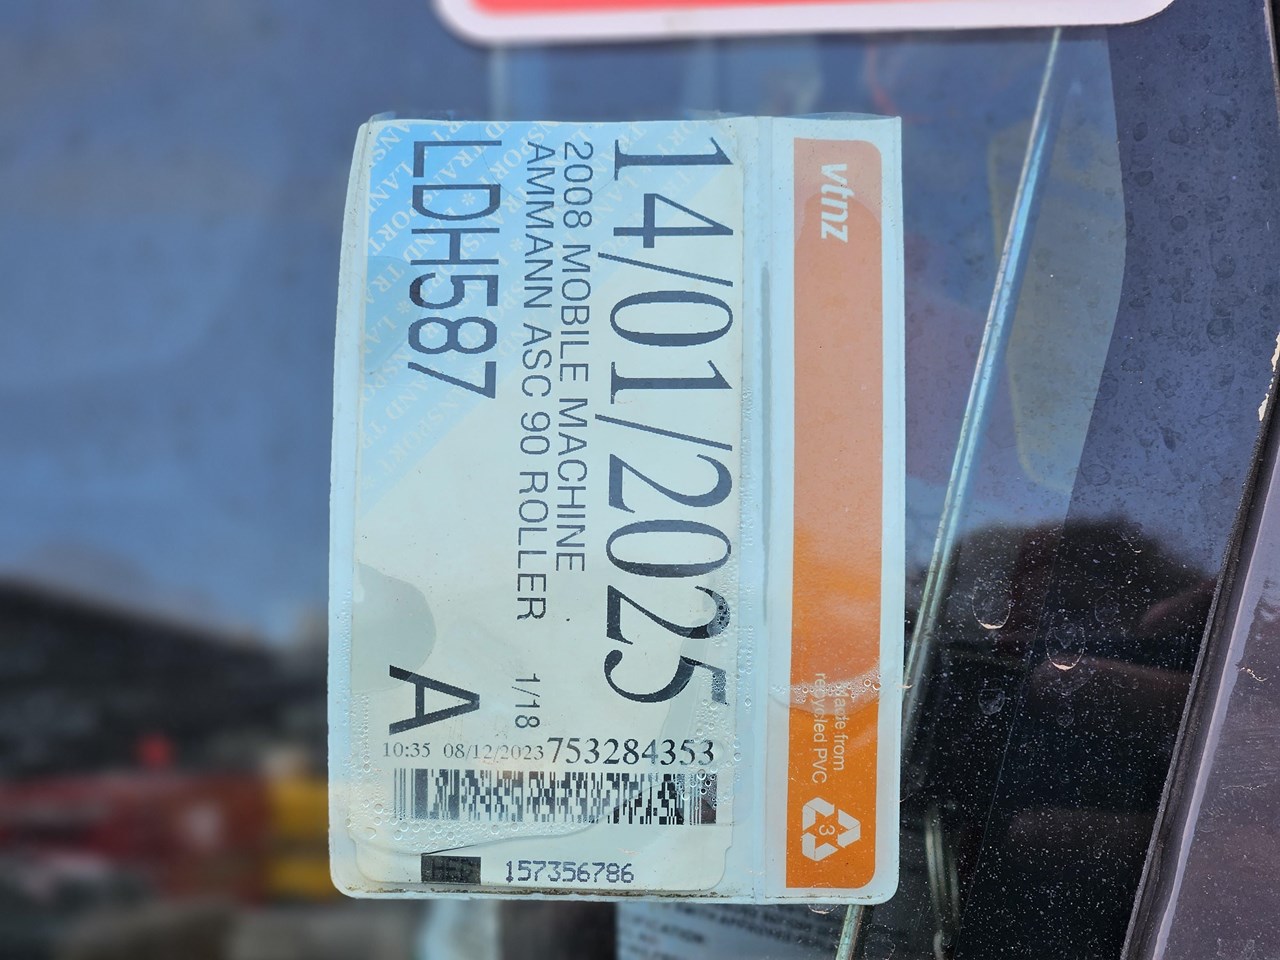 vtnz
Made from
recycled PVC
3
14/01/2025
2008 MOBILE MACHINE
AMMANN ASC 90 ROLLER
1/18
LDH587
A
10:35 08/12/2023 753284353
157356786